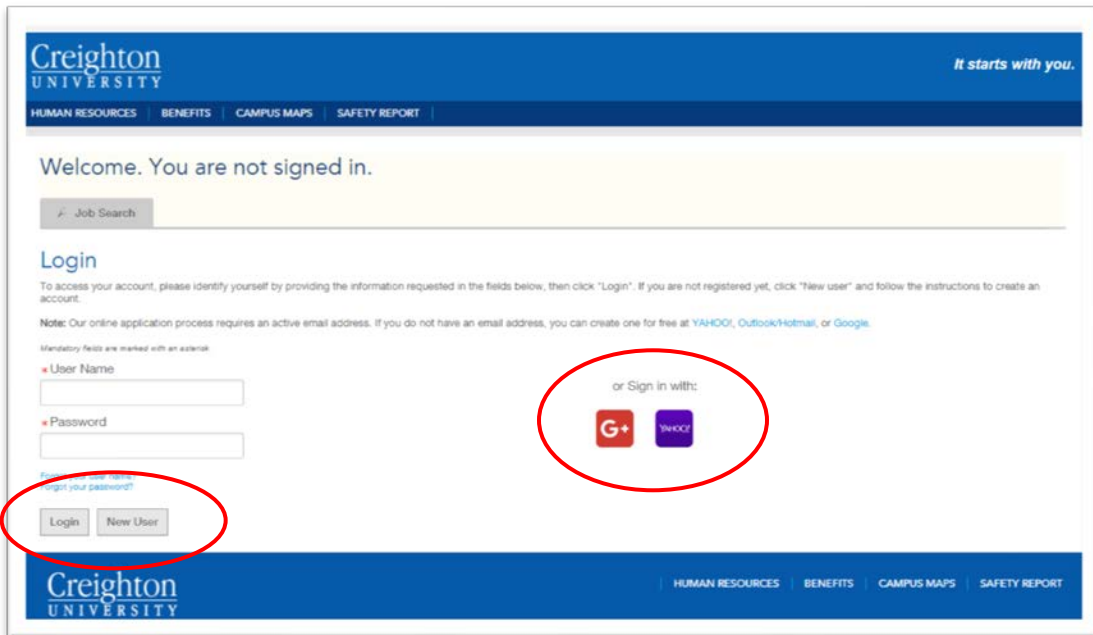 Creighton
UNIVERSITY
It starts with you.
HUMAN RESOURCES BENEFITS CAMPUS MAPS SAFETY REPORT
Welcome. You are not signed in.
Job Search
Login
To access your account, please identify yourself by providing the information requested in the fields below, then click "Login". If you are not registered yet, click "New user" and follow the instructions to create an
account.
Note: Our online application process requires an active email address. If you do not have an email address, you can create one for free at YAHOO!, Outlook/Hotmail, or Google.
Mandatory fields are marked with an asterisk
* User Name
or Sign in with:
G+ YAHOO!
* Password
Forgot your user name?
Forgot your password?
Login New User
Creighton
UNIVERSITY
HUMAN RESOURCES BENEFITS CAMPUS MAPS SAFETY REPORT